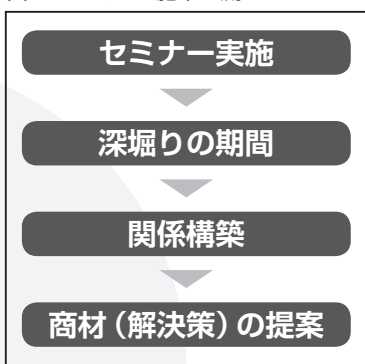 セミナー実施
深堀りの期間
関係構築
商材（解決策）の提案